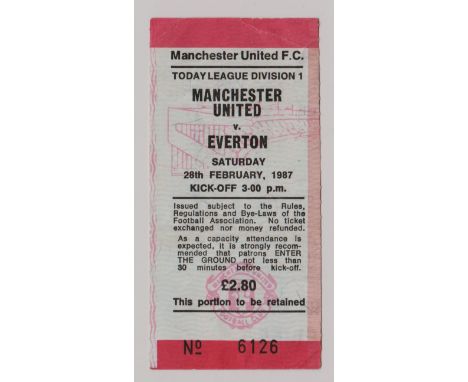 Manchester United F.C.
TODAY LEAGUE DIVISION 1
MANCHESTER
UNITED
v.
EVERTON
SATURDAY
28th FEBRUARY, 1987
KICK-OFF 3-00 p.m.
Issued subject to the Rules,
Regulations and Bye-Laws of the
Football Association. No ticket
exchanged nor money refunded.
As a capacity attendance is
expected, it is strongly recom-
mended that patrons ENTER
THE GROUND not less than
30 minutes before kick-off.
£2.80
This portion to be retained
Nº 6126